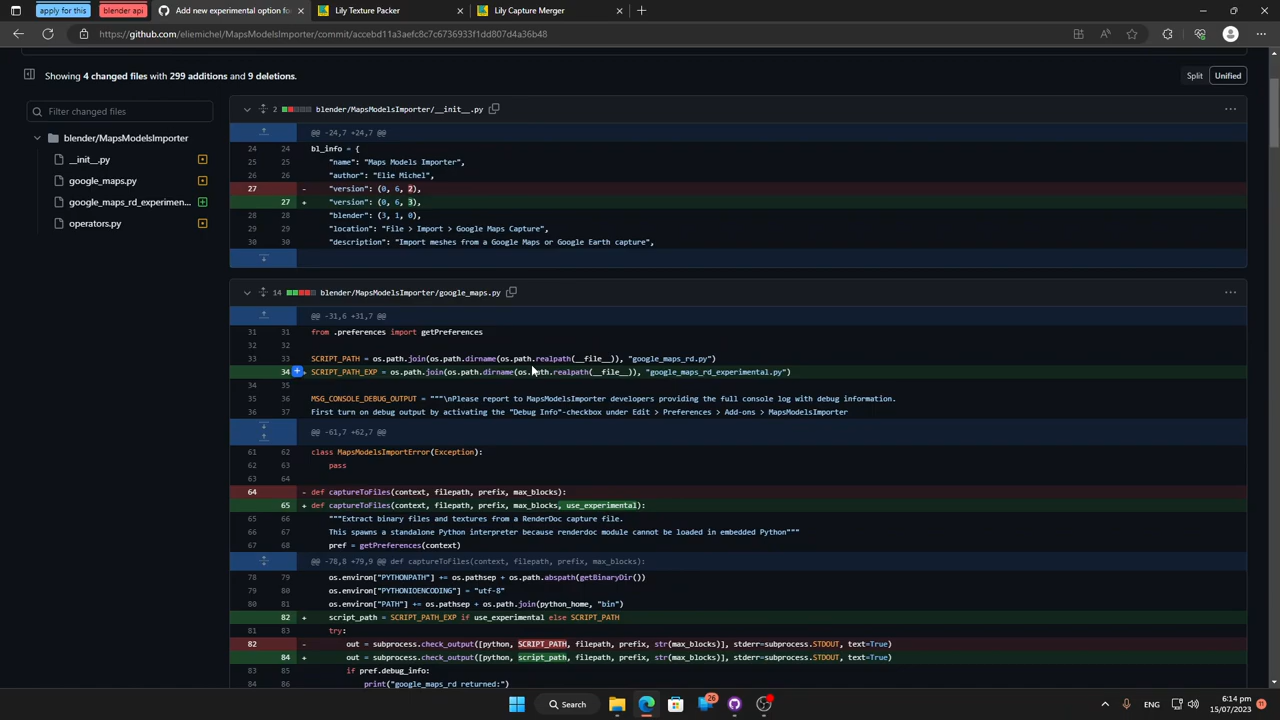 apply for this
blender api
Add new experimental option fo
Lily Texture Packer
Lily Capture Merger
https://github.com/eliemichel/MapsModelsImporter/commit/accebd11a3aefc8c7c6736933f1dd807d4a36b48
Showing 4 changed files with 299 additions and 9 deletions.
Split
Unified
Filter changed files
blender/MapsModelsImporter
__init__.py
google_maps.py
google_maps_rd_experimen...
operators.py
2 blender/MapsModelsImporter/__init__.py
@@ -24,7 +24,7 @@
24 24 bl_info = {
25 25 "name": "Maps Models Importer",
26 26 "author": "Elie Michel",
27 - "version": (0, 6, 2),
27 + "version": (0, 6, 3),
28 28 "blender": (3, 1, 0),
29 29 "location": "File > Import > Google Maps Capture",
30 30 "description": "Import meshes from a Google Maps or Google Earth capture",
14 blender/MapsModelsImporter/google_maps.py
@@ -31,6 +31,7 @@
31 31 from .preferences import getPreferences
32 32
33 33 SCRIPT_PATH = os.path.join(os.path.dirname(os.path.realpath(__file__)), "google_maps_rd.py")
34 + SCRIPT_PATH_EXP = os.path.join(os.path.dirname(os.path.realpath(__file__)), "google_maps_rd_experimental.py")
34 35
35 36 MSG_CONSOLE_DEBUG_OUTPUT = """\nPlease report to MapsModelsImporter developers providing the full console log with debug information.
36 37 First turn on debug output by activating the "Debug Info"-checkbox under Edit > Preferences > Add-ons > MapsModelsImporter
@@ -61,7 +62,7 @@
61 62 class MapsModelsImportError(Exception):
62 63 pass
63 64
64 - def captureToFiles(context, filepath, prefix, max_blocks):
65 + def captureToFiles(context, filepath, prefix, max_blocks, use_experimental):
65 66 """Extract binary files and textures from a RenderDoc capture file.
66 67 This spawns a standalone Python interpreter because renderdoc module cannot be loaded in embedded Python"""
67 68 pref = getPreferences(context)
@@ -78,8 +79,9 @@ def captureToFiles(context, filepath, prefix, max_blocks):
78 79 os.environ["PYTHONPATH"] += os.pathsep + os.path.abspath(getBinaryDir())
79 80 os.environ["PYTHONIOENCODING"] = "utf-8"
80 81 os.environ["PATH"] += os.pathsep + os.path.join(python_home, "bin")
82 + script_path = SCRIPT_PATH_EXP if use_experimental else SCRIPT_PATH
81 83 try:
82 - out = subprocess.check_output([python, SCRIPT_PATH, filepath, prefix, str(max_blocks)], stderr=subprocess.STDOUT, text=True)
84 + out = subprocess.check_output([python, script_path, filepath, prefix, str(max_blocks)], stderr=subprocess.STDOUT, text=True)
83 85 if pref.debug_info:
84 86 print("google_maps_rd returned:")
Search
26
ENG
6:14 pm
15/07/2023
11